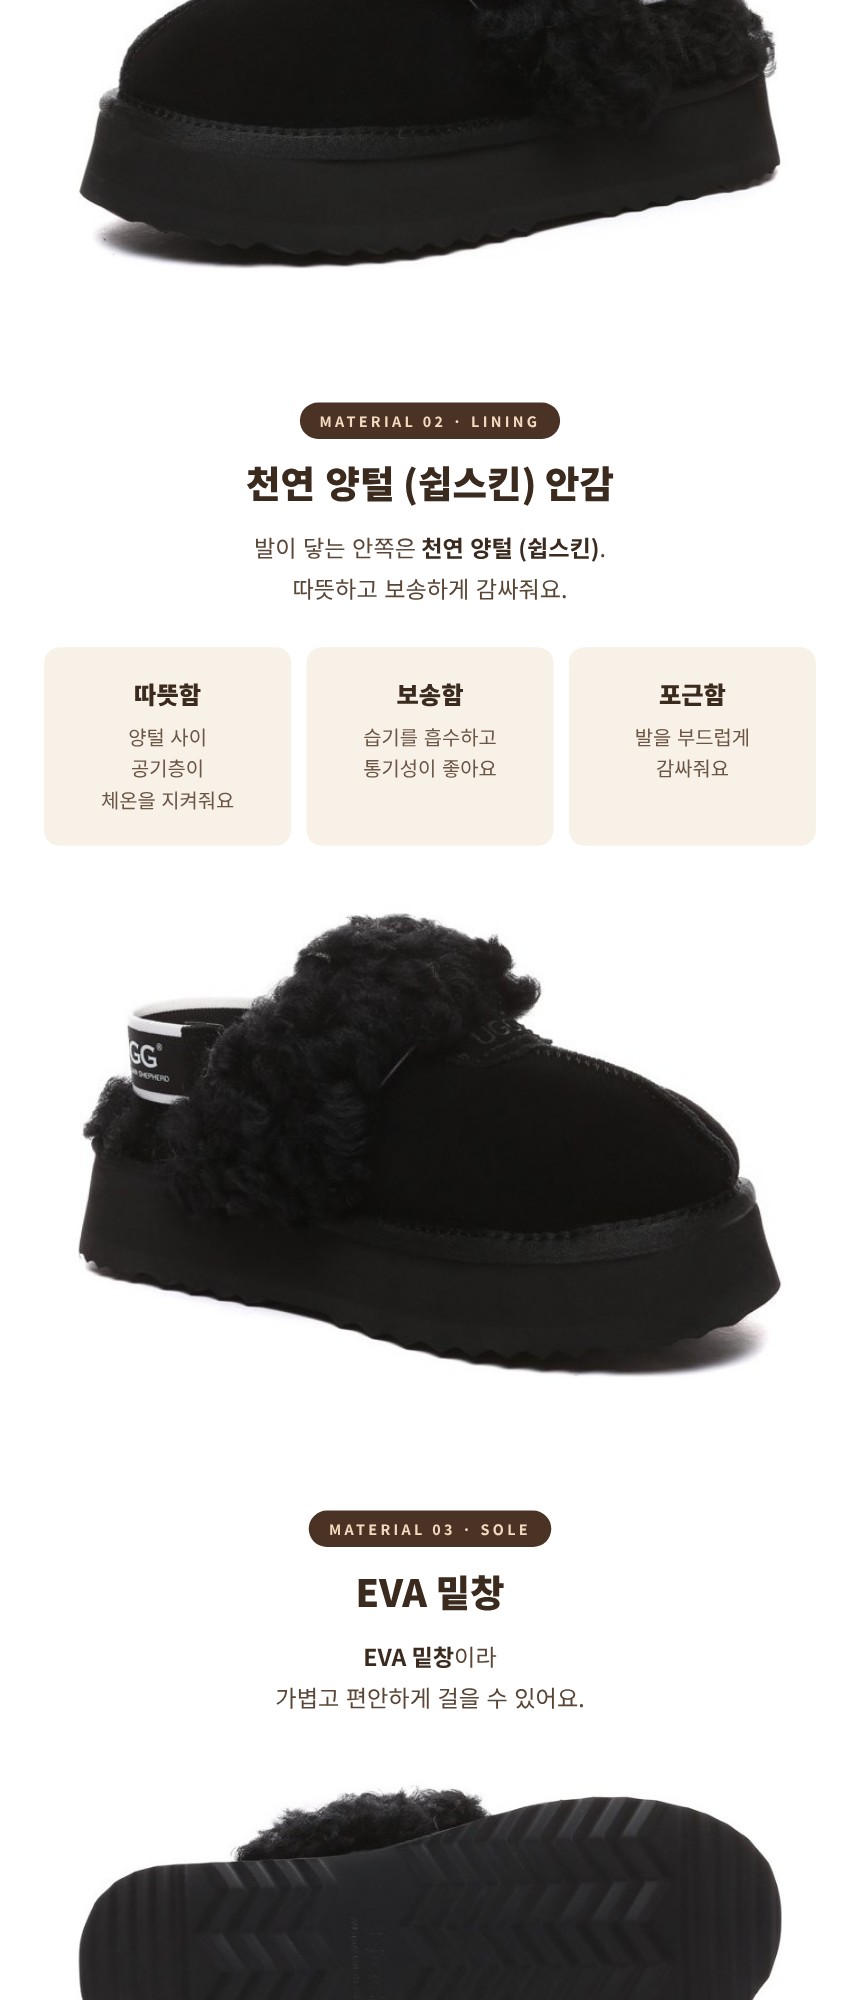 MATERIAL 02 · LINING
천연 양털 (쉽스킨) 안감
발이 닿는 안쪽은 천연 양털 (쉽스킨).
따뜻하고 보송하게 감싸줘요.
따뜻함
양털 사이
공기층이
체온을 지켜줘요
보송함
습기를 흡수하고
통기성이 좋아요
포근함
발을 부드럽게
감싸줘요
GG®
SHEPHERD
UGG
MATERIAL 03 · SOLE
EVA 밑창
EVA 밑창이라
가볍고 편안하게 걸을 수 있어요.